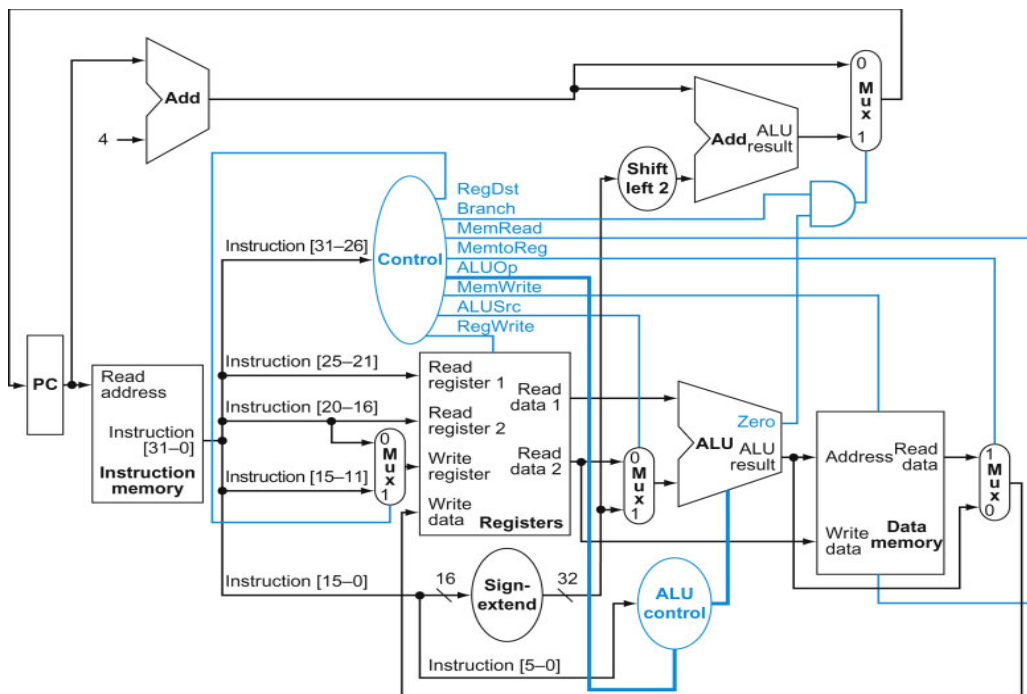 Add
4
0
Mux
1
Add
ALU
result
Shift
left 2
RegDst
Branch
MemRead
MemtoReg
ALUOp
MemWrite
ALUSrc
RegWrite
Instruction [31–26]
Control
PC
Read
address
Instruction
[31–0]
Instruction
memory
Instruction [25–21]
Instruction [20–16]
Instruction [15–11]
0
Mux
1
Read
register 1
Read
register 2
Write
register
Write
data
Read
data 1
Read
data 2
Registers
0
Mux
1
Zero
ALU
ALU
result
Address
Read
data
Write
data
Data
memory
1
Mux
0
Instruction [15–0]
16
Sign-
extend
32
ALU
control
Instruction [5–0]